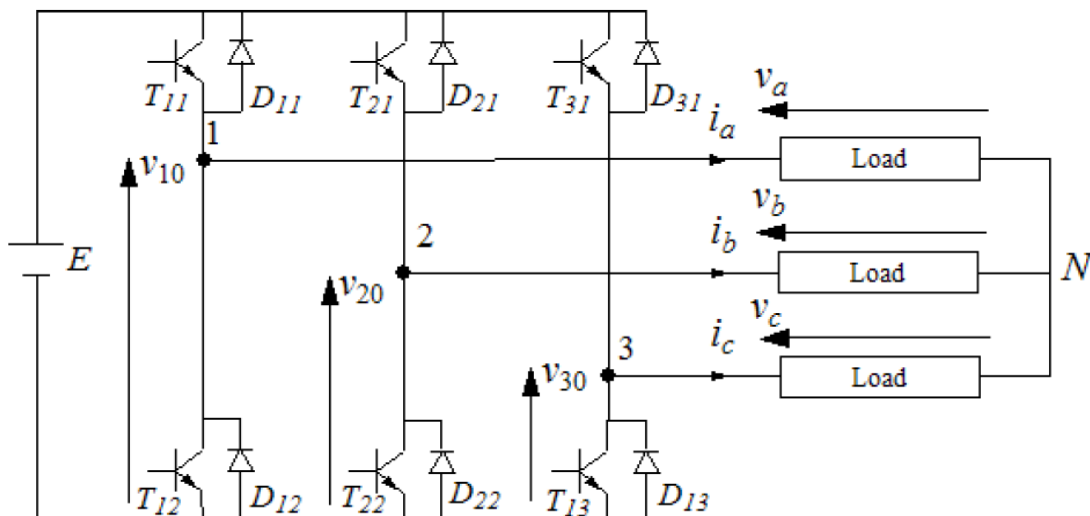 T11 D11 T21 D21 T31 D31
va
1 ia
Load
v10
vb
2 ib
E Load N
v20
vc
3 ic
v30 Load
T12 D12 T22 D22 T13 D13